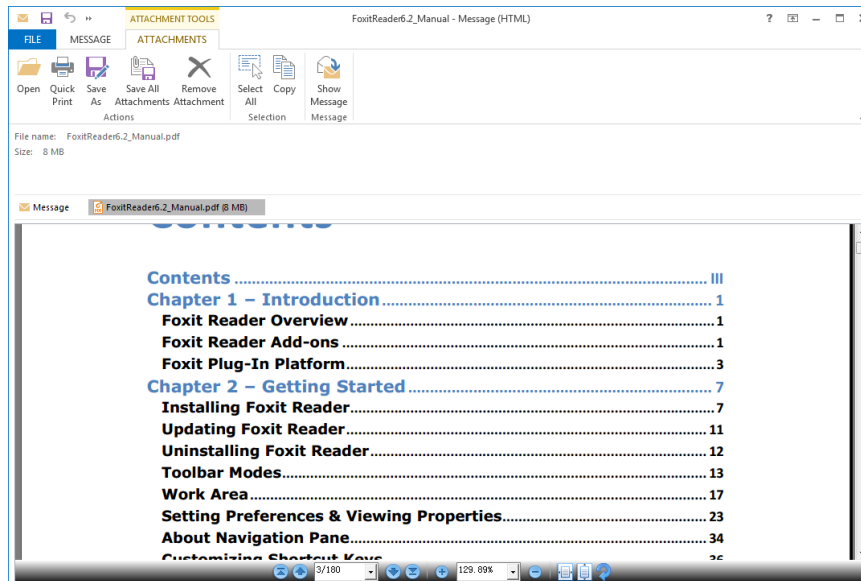 ATTACHMENT TOOLS FoxitReader6.2_Manual - Message (HTML) ?
FILE MESSAGE ATTACHMENTS
Open Quick Print Save As Save All Attachments Remove Attachment Select All Copy Show Message
Actions Selection Message
File name: FoxitReader6.2_Manual.pdf
Size: 8 MB
Message FoxitReader6.2_Manual.pdf (8 MB)
Contents
Contents ........................................................ III
Chapter 1 – Introduction ........................................................ 1
Foxit Reader Overview ........................................................ 1
Foxit Reader Add-ons ........................................................ 1
Foxit Plug-In Platform ........................................................ 3
Chapter 2 – Getting Started ........................................................ 7
Installing Foxit Reader ........................................................ 7
Updating Foxit Reader ........................................................ 11
Uninstalling Foxit Reader ........................................................ 12
Toolbar Modes ........................................................ 13
Work Area ........................................................ 17
Setting Preferences & Viewing Properties ........................................................ 23
About Navigation Pane ........................................................ 34
Customizing Shortcut Keys ........................................................ 36
3/180 129.89%